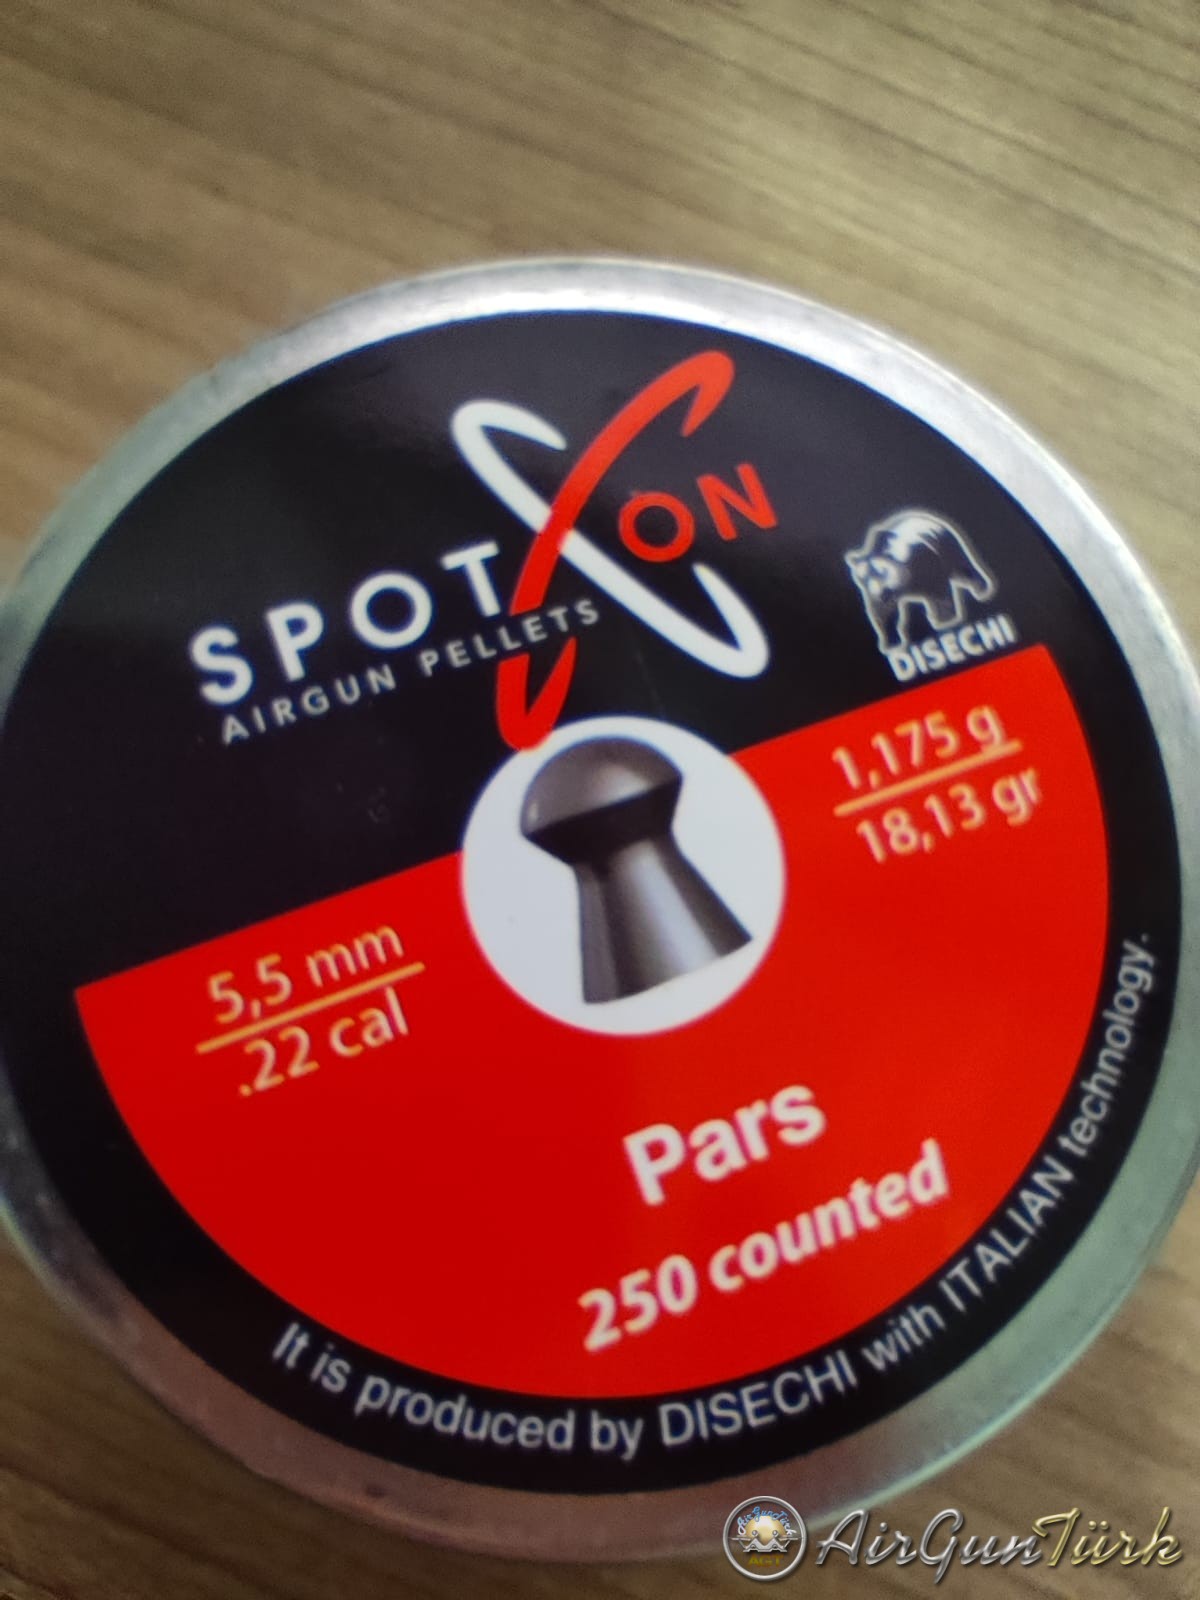 SPOT ON
AIRGUN PELLETS
DISECHI
1,175 g
18,13 gr
5,5 mm
.22 cal
Pars
250 counted
It is produced by DISECHI with ITALIAN technology.
AirGunTürk